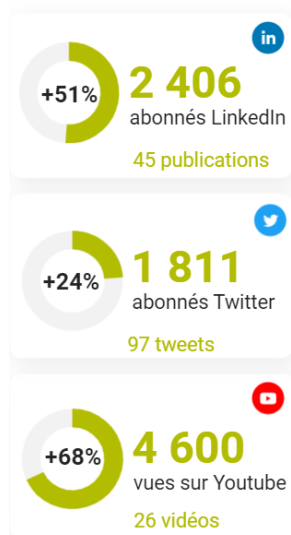 in
+51%
2 406
abonnés LinkedIn
45 publications
+24%
1 811
abonnés Twitter
97 tweets
+68%
4 600
vues sur Youtube
26 vidéos